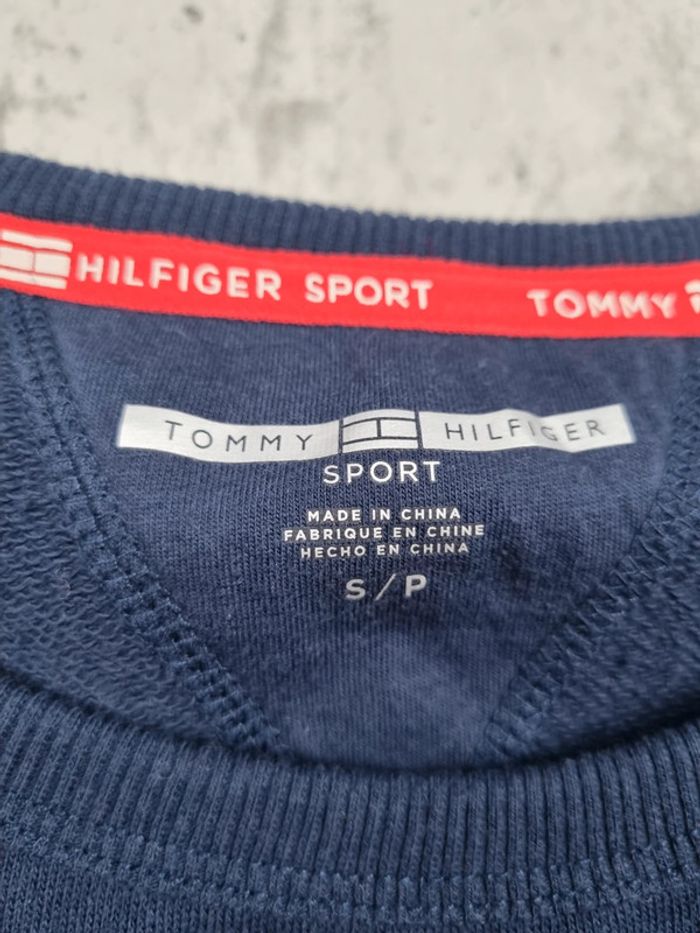 HILFIGER SPORT TOMMY
TOMMY HILFIGER
SPORT
MADE IN CHINA
FABRIQUE EN CHINE
HECHO EN CHINA
S/P